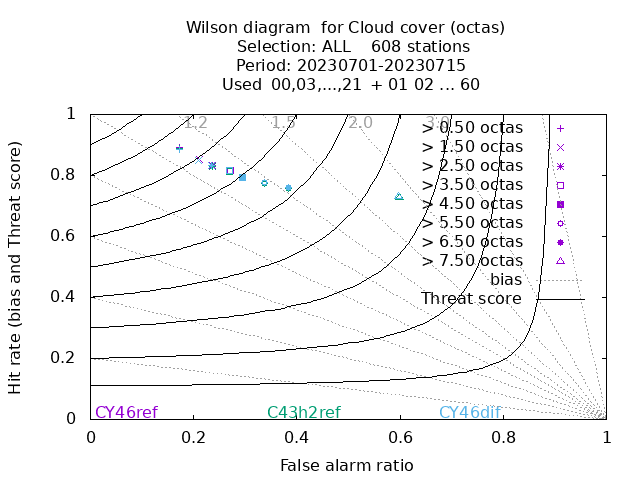 Wilson diagram  for Cloud cover (octas)
Selection: ALL    608 stations
Period: 20230701-20230715
Used  00,03,...,21  + 01 02 ... 60
Hit rate (bias and Threat score)
1
0.8
0.6
0.4
0.2
0
1.2 1.5 2.0 3.0
> 0.50 octas
> 1.50 octas
> 2.50 octas
> 3.50 octas
> 4.50 octas
> 5.50 octas
> 6.50 octas
> 7.50 octas
bias
Threat score
CY46ref C43h2ref CY46dif
0 0.2 0.4 0.6 0.8 1
False alarm ratio